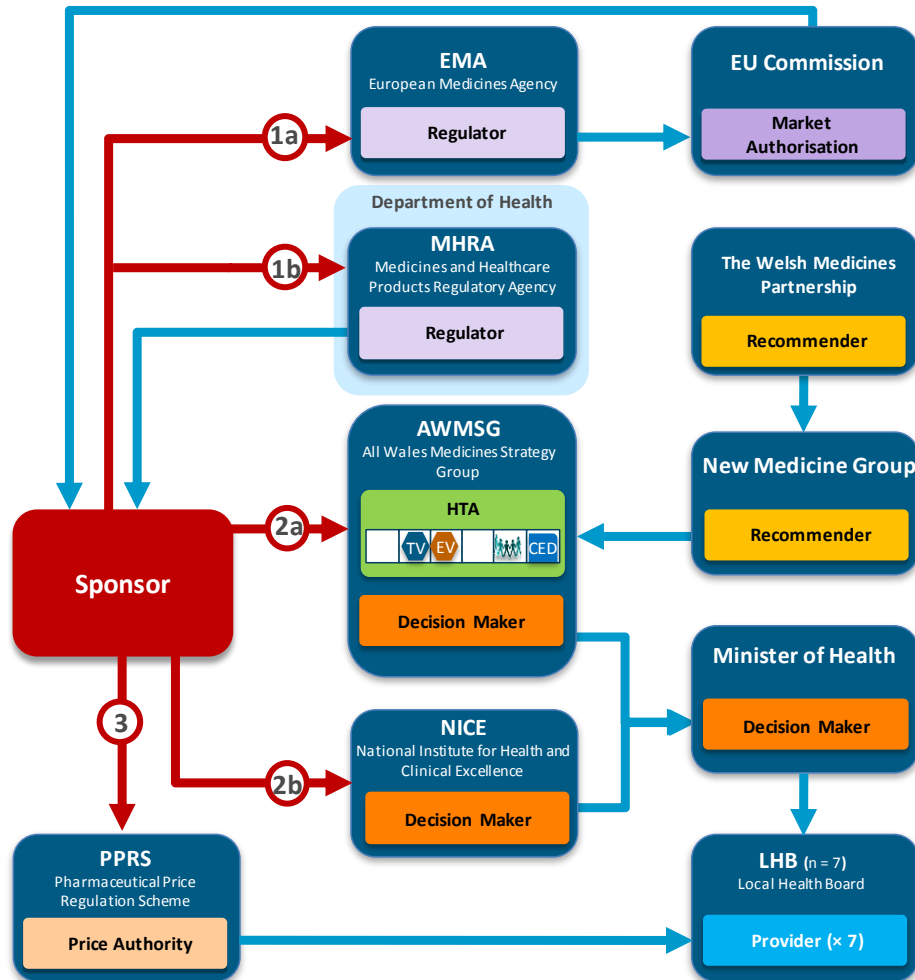 EMA
European Medicines Agency
Regulator
EU Commission
Market
Authorisation
1a
Department of Health
MHRA
Medicines and Healthcare
Products Regulatory Agency
Regulator
1b
The Welsh Medicines
Partnership
Recommender
AWMSG
All Wales Medicines Strategy
Group
HTA
TV
EV
CED
Decision Maker
2a
New Medicine Group
Recommender
Sponsor
Minister of Health
Decision Maker
3
NICE
National Institute for Health and
Clinical Excellence
Decision Maker
2b
PPRS
Pharmaceutical Price
Regulation Scheme
Price Authority
LHB (n = 7)
Local Health Board
Provider (× 7)